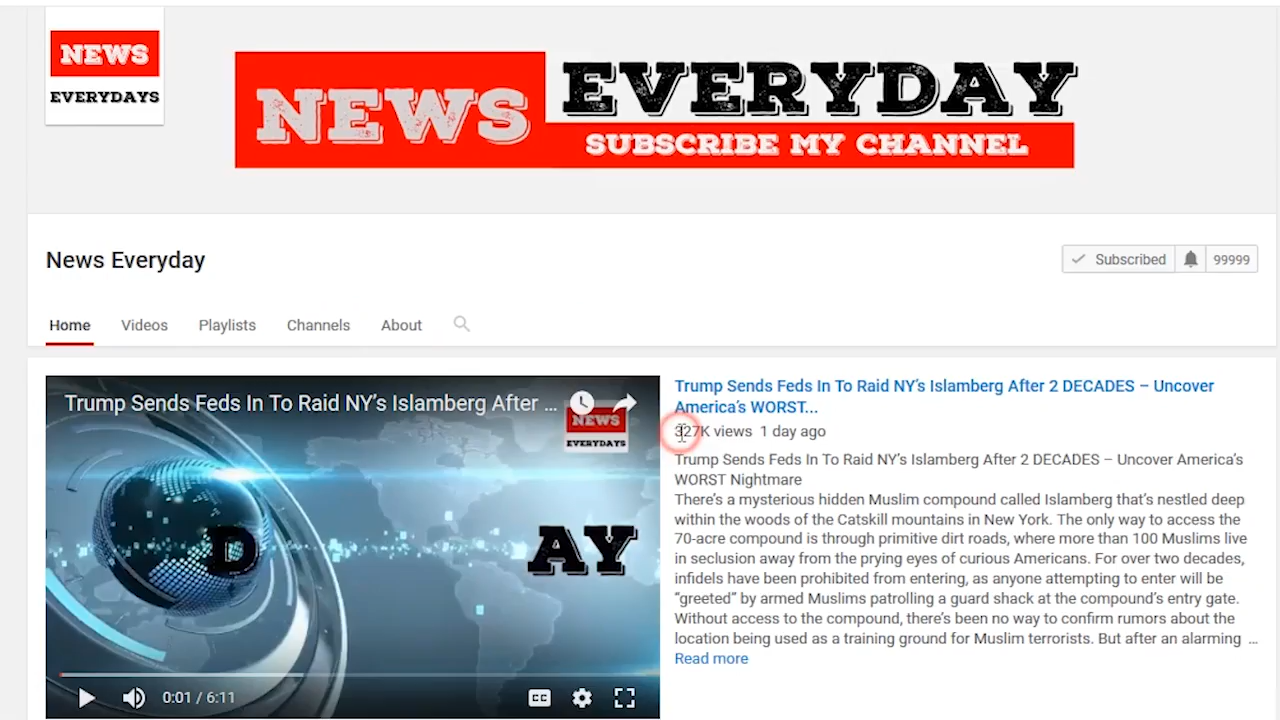 NEWS
EVERYDAYS
NEWS
EVERYDAY
SUBSCRIBE MY CHANNEL
News Everyday
Subscribed
99999
Home Videos Playlists Channels About
Trump Sends Feds In To Raid NY's Islamberg After ...
NEWS
EVERYDAYS
D AY
0:01 / 6:11
CC
Trump Sends Feds In To Raid NY's Islamberg After 2 DECADES – Uncover
America's WORST...
327K views 1 day ago
Trump Sends Feds In To Raid NY's Islamberg After 2 DECADES – Uncover America's
WORST Nightmare
There's a mysterious hidden Muslim compound called Islamberg that's nestled deep
within the woods of the Catskill mountains in New York. The only way to access the
70-acre compound is through primitive dirt roads, where more than 100 Muslims live
in seclusion away from the prying eyes of curious Americans. For over two decades,
infidels have been prohibited from entering, as anyone attempting to enter will be
“greeted” by armed Muslims patrolling a guard shack at the compound's entry gate.
Without access to the compound, there's been no way to confirm rumors about the
location being used as a training ground for Muslim terrorists. But after an alarming ...
Read more